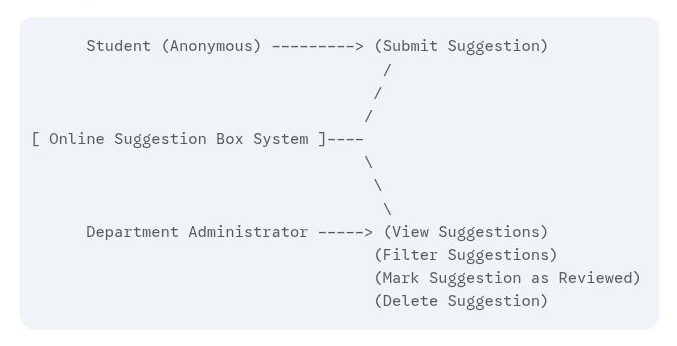 Student (Anonymous) ---------> (Submit Suggestion)
/
/
/
[ Online Suggestion Box System ]----
\
\
\
Department Administrator -----> (View Suggestions)
(Filter Suggestions)
(Mark Suggestion as Reviewed)
(Delete Suggestion)